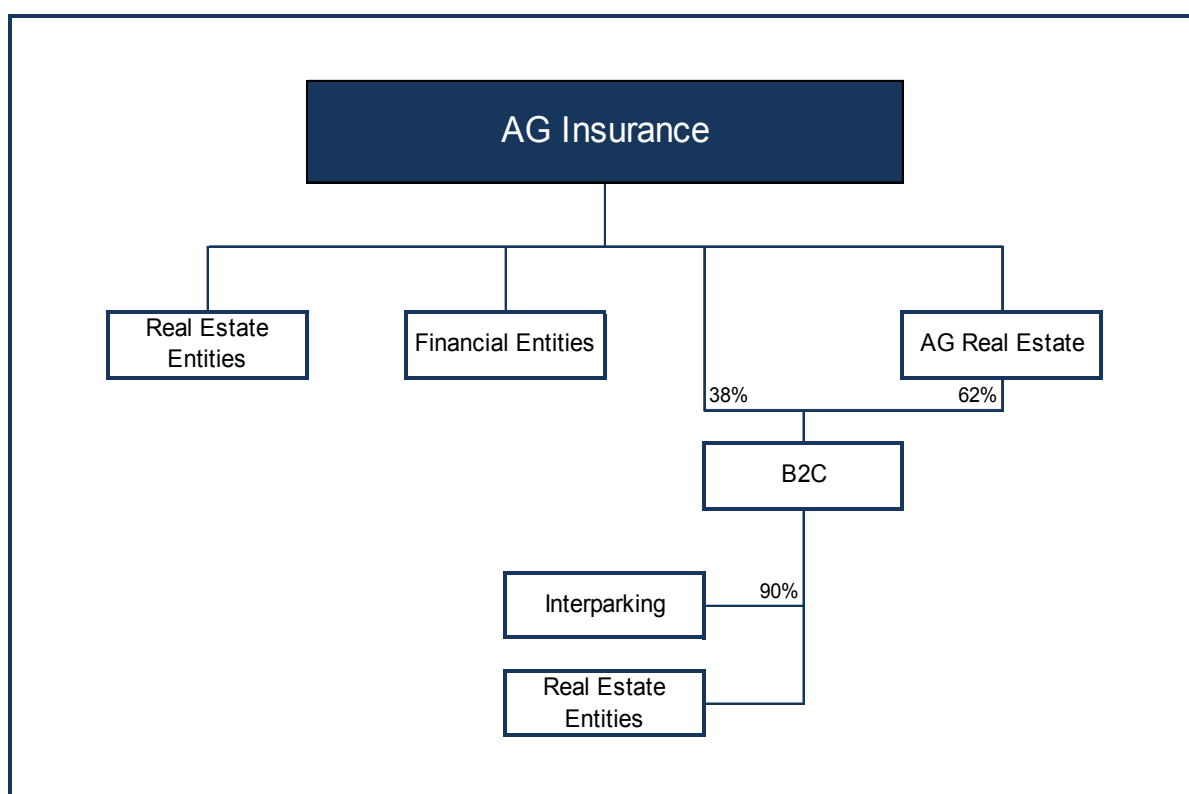 AG Insurance
Real Estate
Entities
Financial Entities
AG Real Estate
38%
62%
B2C
90%
Interparking
Real Estate
Entities